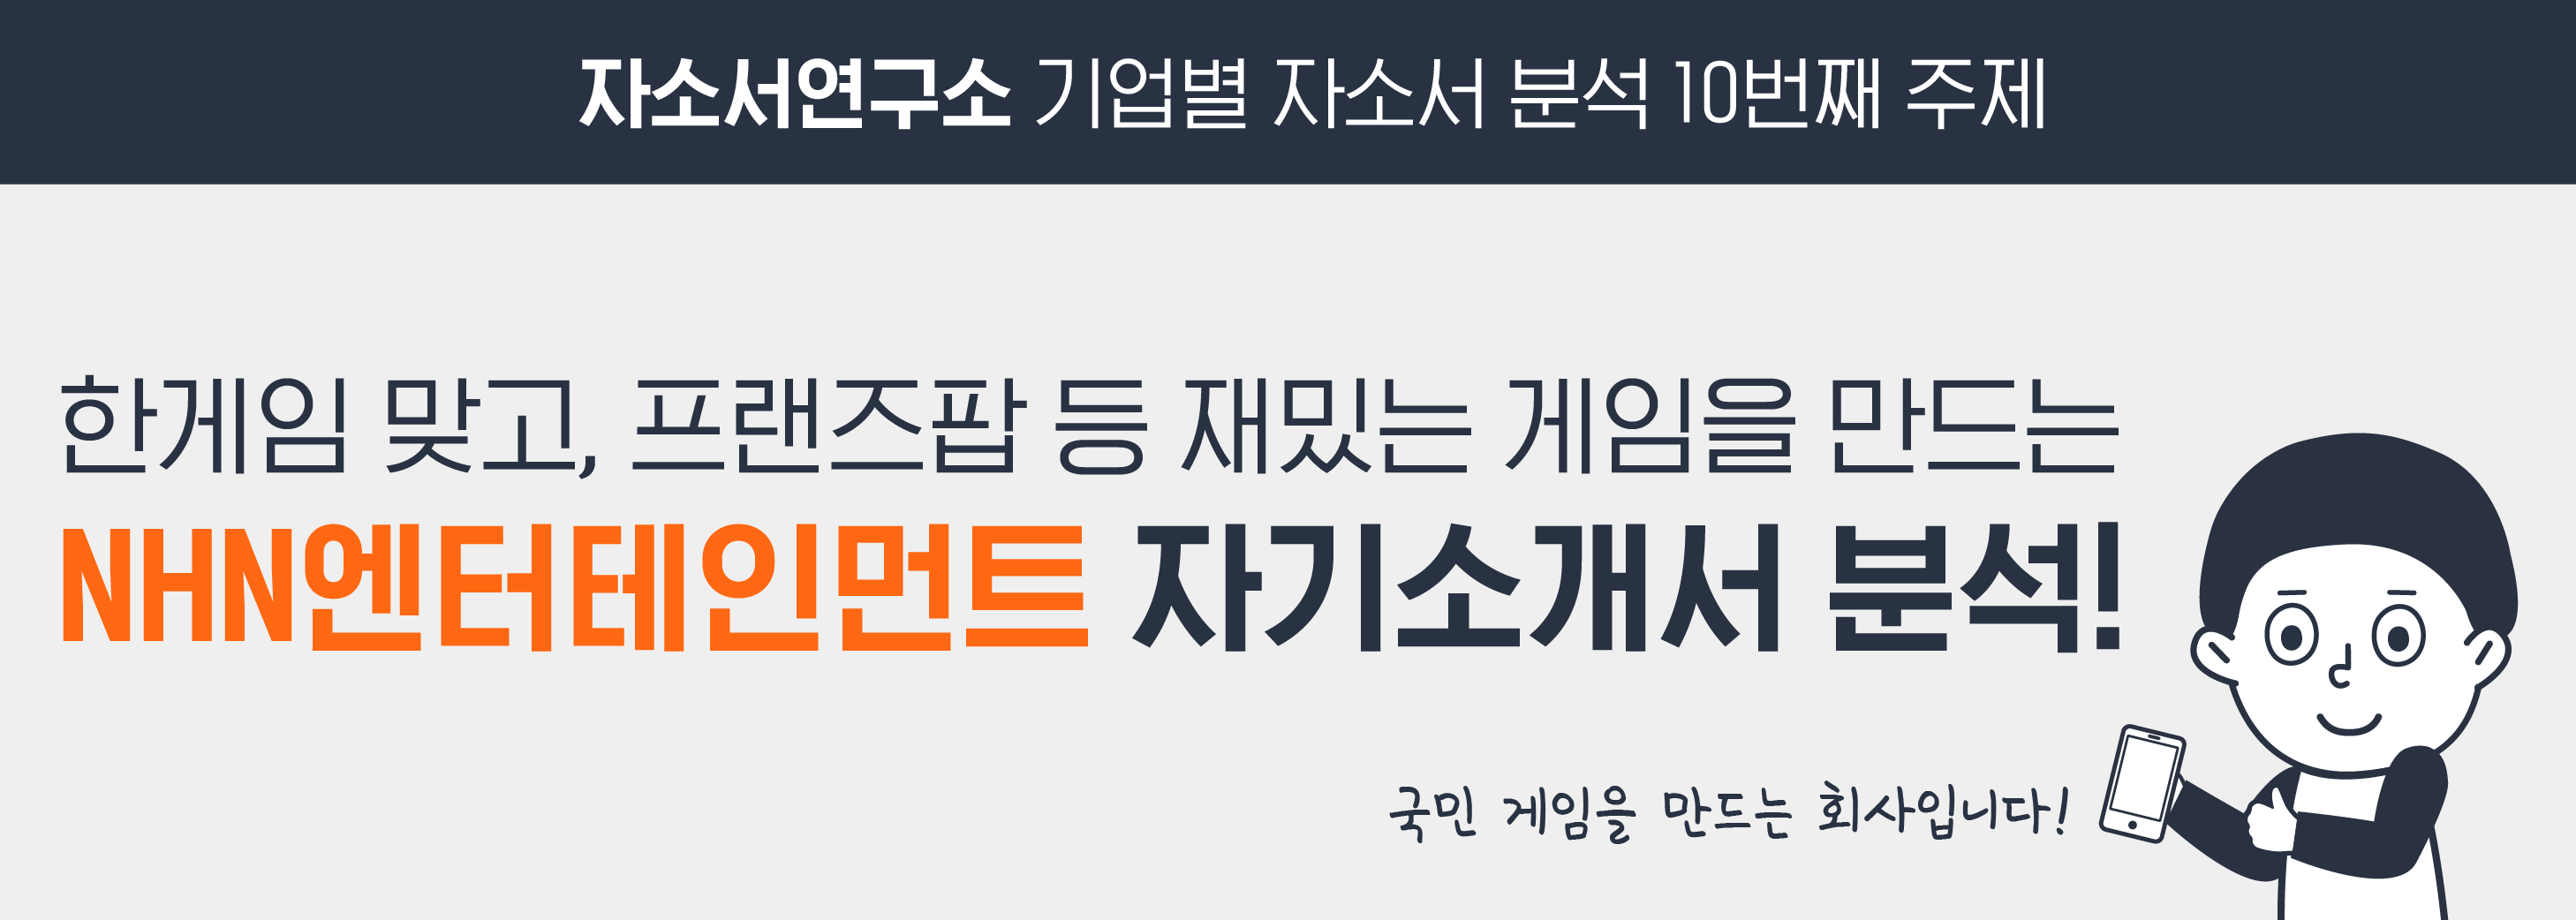 자소서연구소 기업별 자소서 분석 10번째 주제
한게임 맞고, 프랜즈팝 등 재밌는 게임을 만드는
NHN엔터테인먼트 자기소개서 분석!
국민 게임을 만드는 회사입니다!